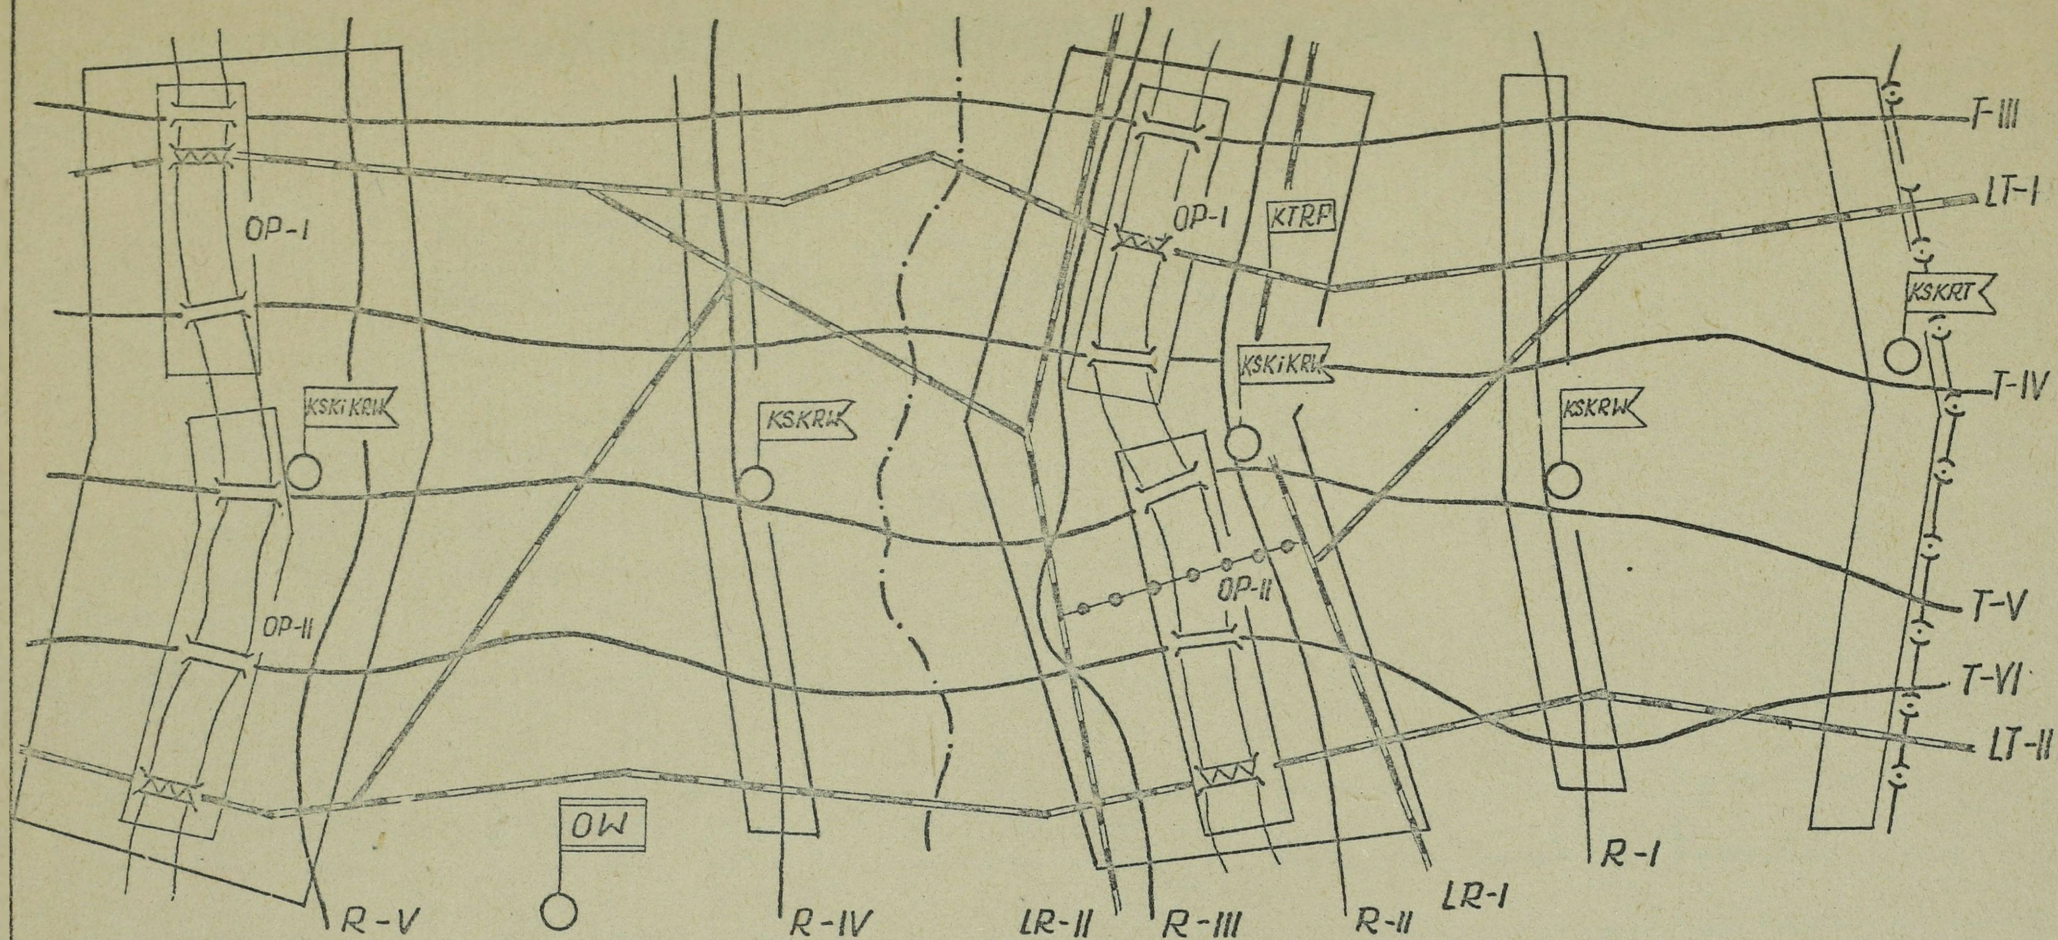 T-III
LT-I
OP-I
OP-I
KTRP
KSKRT
KSKiKRW
T-IV
KSKiKRW
KSKRW
KSKRW
OP-II
T-V
OP-II
T-VI
LT-II
OW
R-I
LR-I
R-V
R-IV
LR-II
R-III
R-II